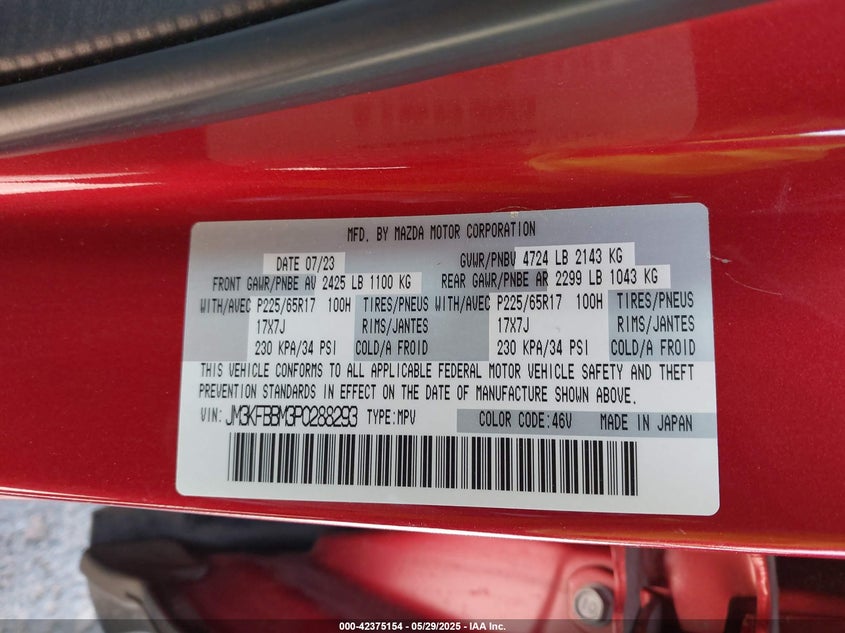 MFD. BY MAZDA MOTOR CORPORATION
DATE 07/23 GVWR/PNBV 4724 LB 2143 KG
FRONT GAWR/PNBE AV 2425 LB 1100 KG REAR GAWR/PNBE AR 2299 LB 1043 KG
WITH/AVEC P225/65R17 100H TIRES/PNEUS WITH/AVEC P225/65R17 100H TIRES/PNEUS
17X7J RIMS/JANTES 17X7J RIMS/JANTES
230 KPA/34 PSI COLD/A FROID 230 KPA/34 PSI COLD/A FROID
THIS VEHICLE CONFORMS TO ALL APPLICABLE FEDERAL MOTOR VEHICLE SAFETY AND THEFT
PREVENTION STANDARDS IN EFFECT ON THE DATE OF MANUFACTURE SHOWN ABOVE.
VIN: JM3KFBBM3P0288293 TYPE:MPV COLOR CODE:46V MADE IN JAPAN
000-42375154 - 05/29/2025 - IAA Inc.